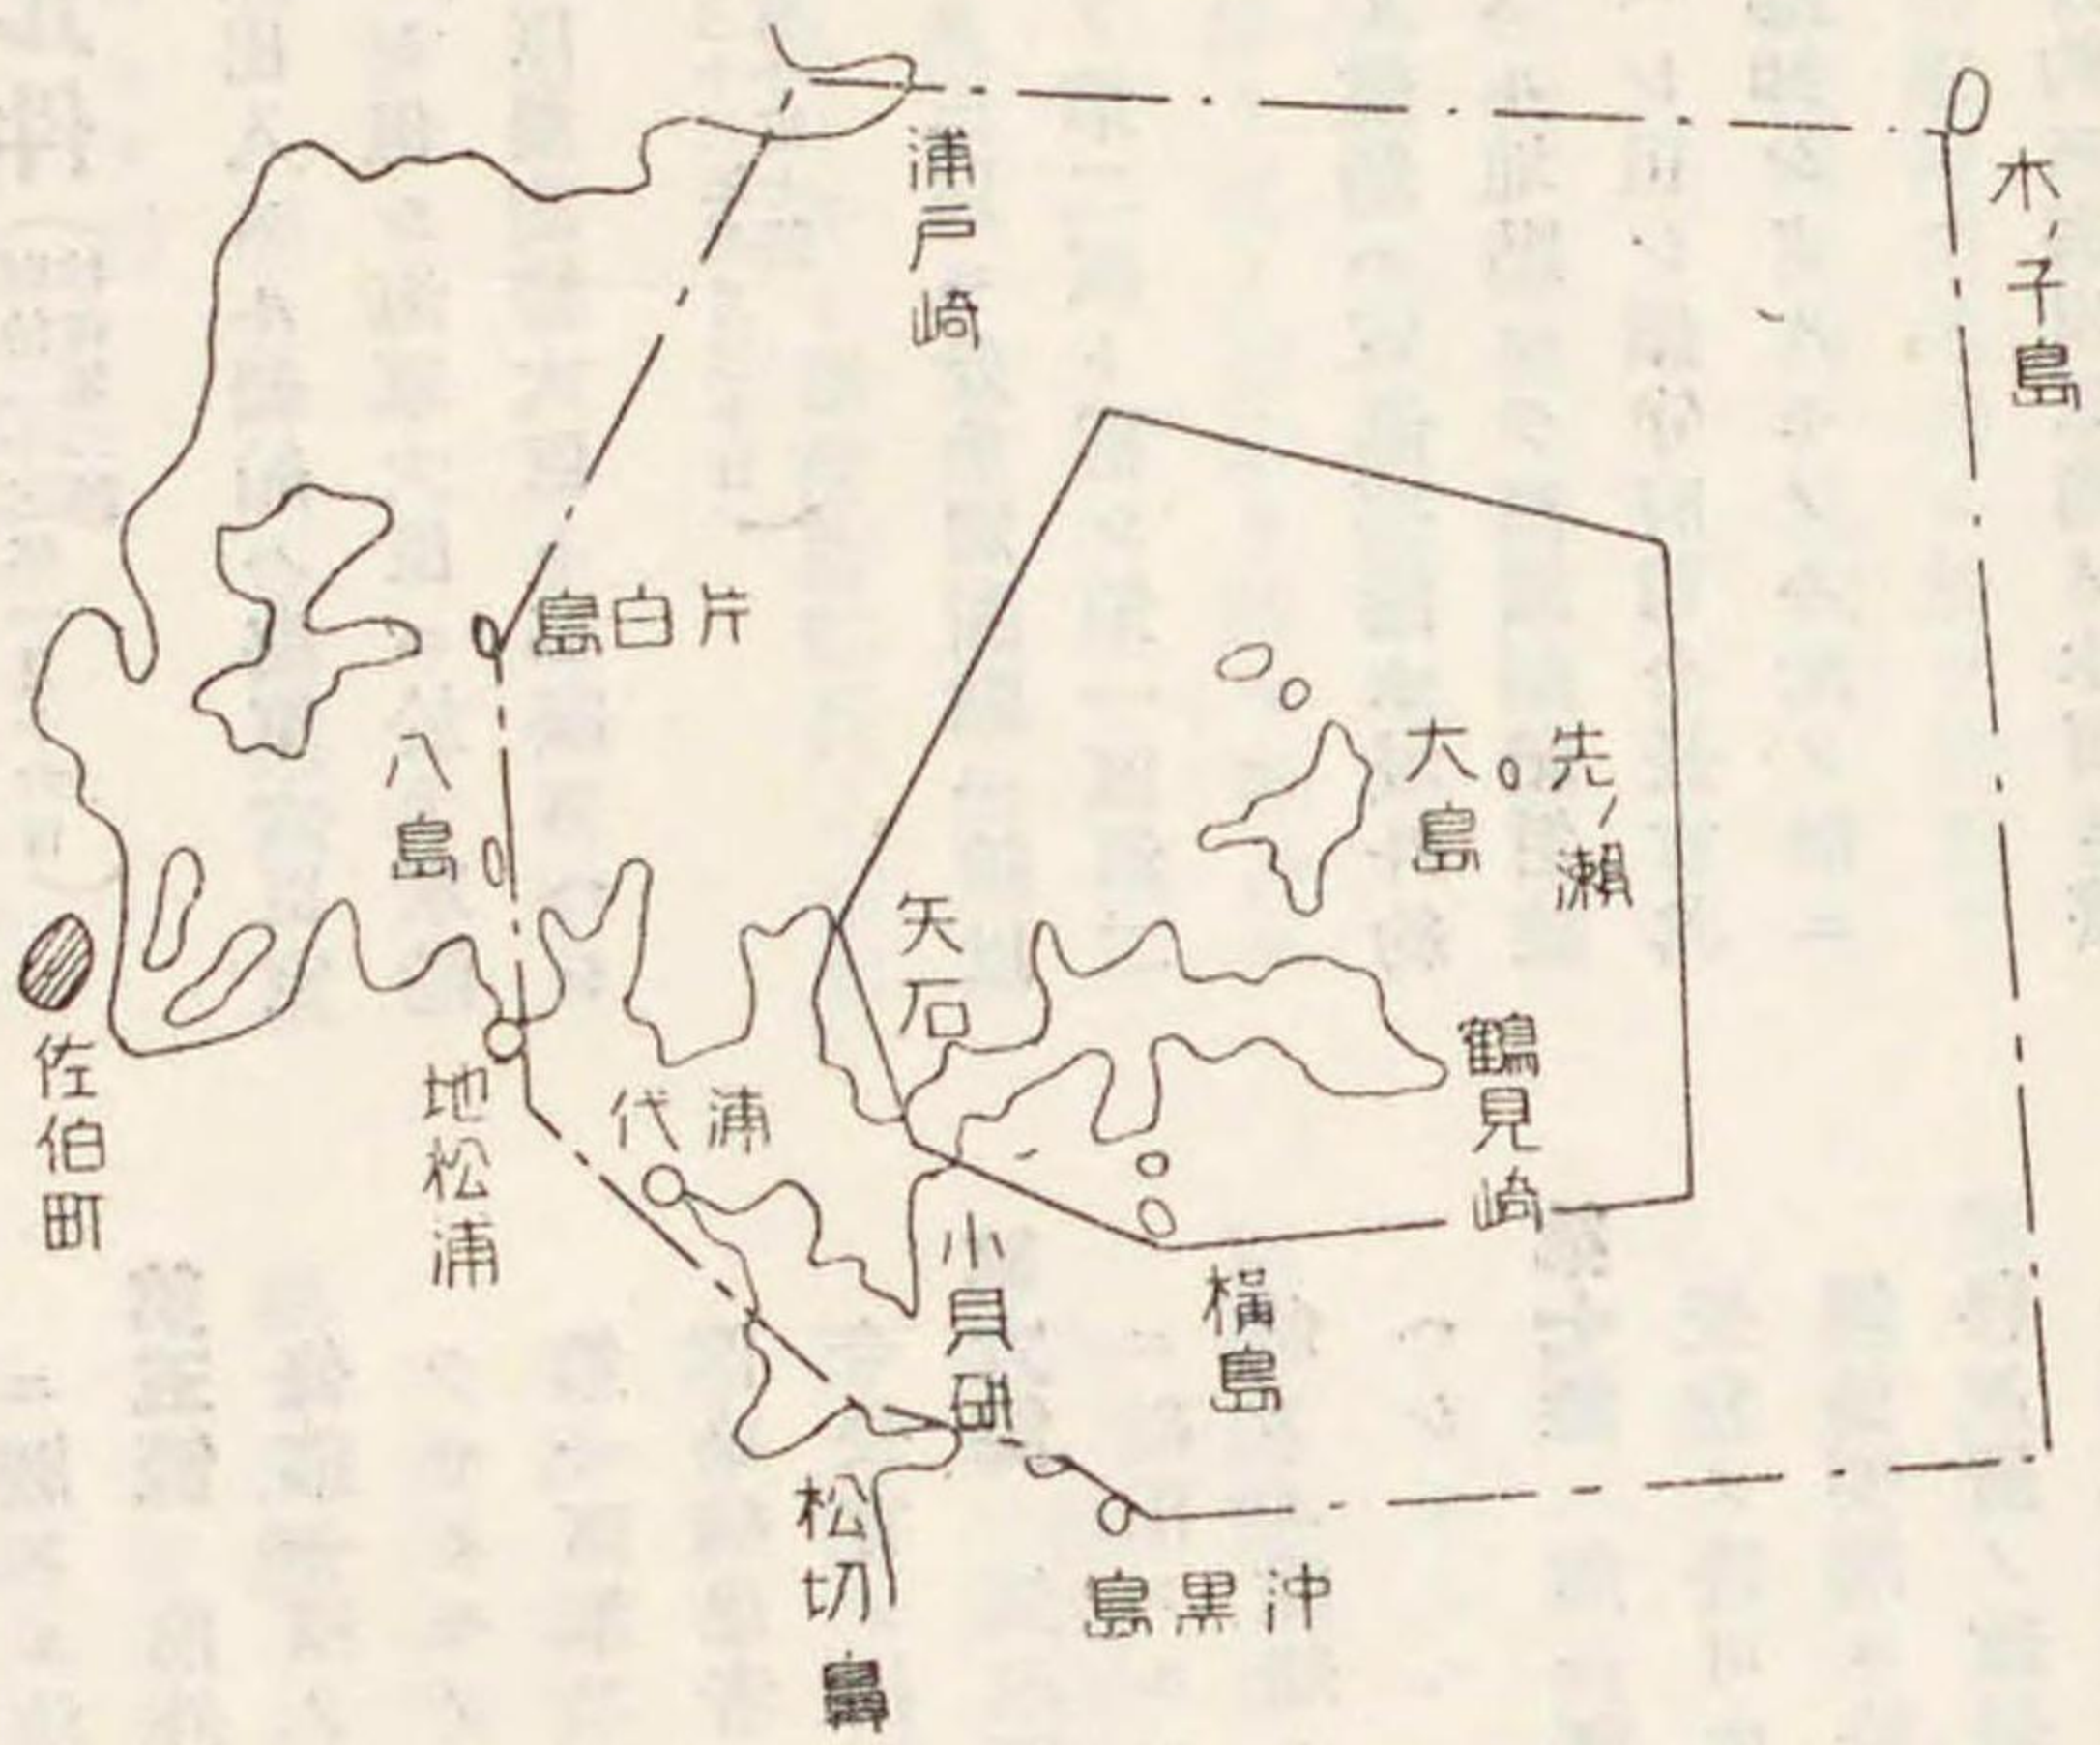 浦戸崎
木ノ子島
片白島
八島
大島
先ノ瀬
矢石
鶴見崎
佐伯町
地松浦
浦代
小貝研
横島
松切鼻
沖黒島